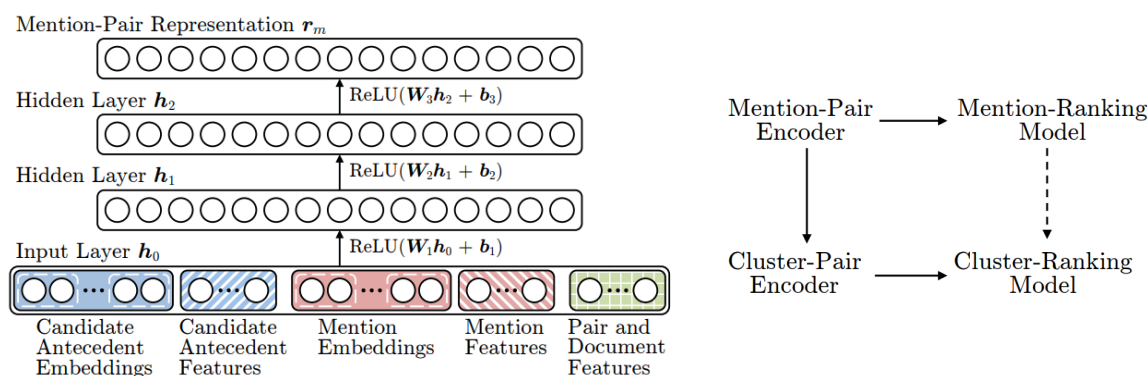 Mention-Pair Representation r_m
ReLU(W_3h_2 + b_3)
Hidden Layer h_2
ReLU(W_2h_1 + b_2)
Hidden Layer h_1
ReLU(W_1h_0 + b_1)
Input Layer h_0
Candidate
Antecedent
Embeddings
Candidate
Antecedent
Features
Mention
Embeddings
Mention
Features
Pair and
Document
Features
Mention-Pair
Encoder
Mention-Ranking
Model
Cluster-Pair
Encoder
Cluster-Ranking
Model